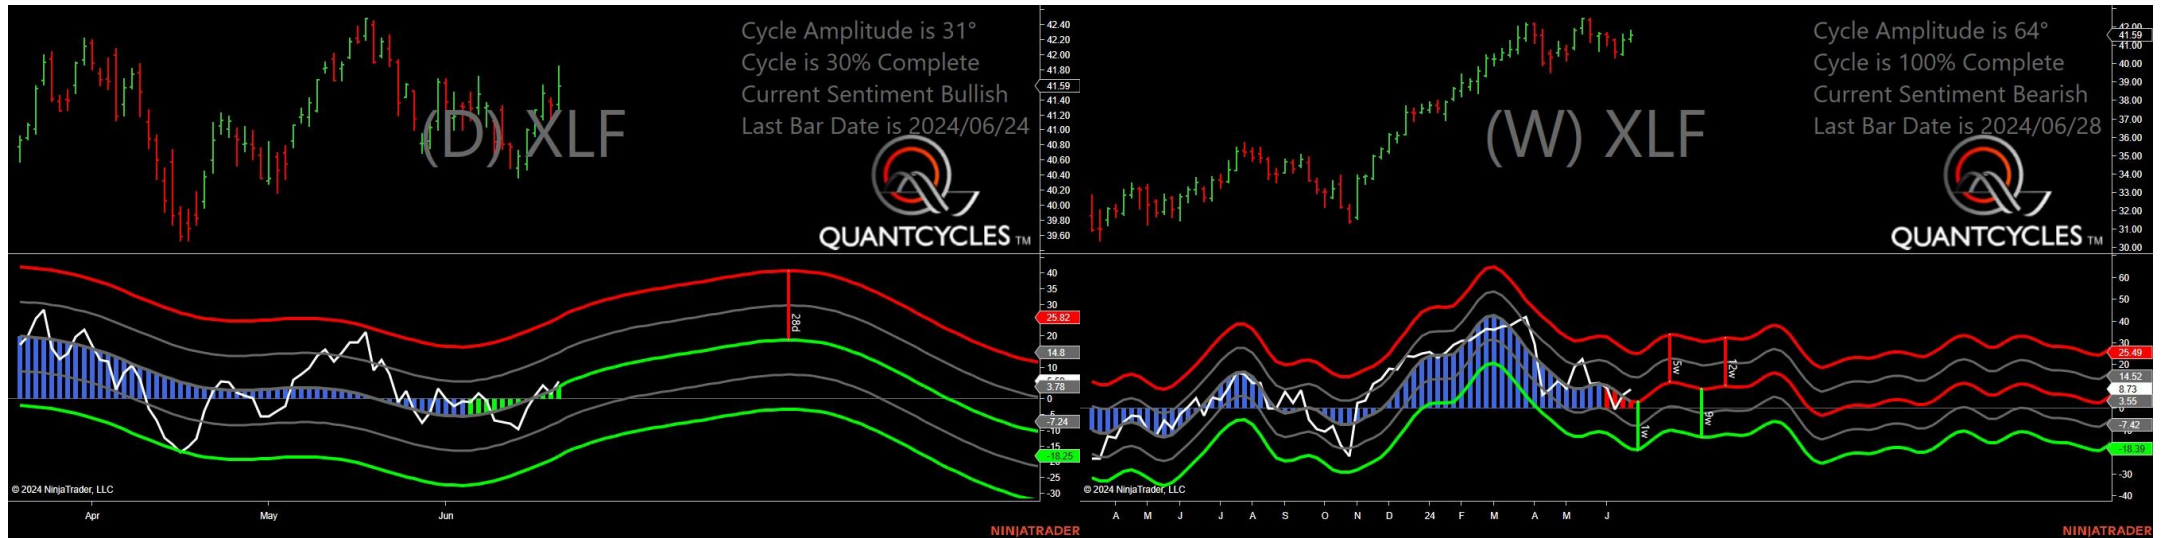 Cycle Amplitude is 31°
Cycle is 30% Complete
Current Sentiment Bullish
Last Bar Date is 2024/06/24
(D) XLF
QUANTCYCLES TM
42.40
42.20
42.00
41.80
41.59
41.40
41.20
41.00
40.80
40.60
40.40
40.20
40.00
39.80
39.60
28d
40
35
30
25.82
20
14.8
10
3.78
0
-5
-7.24
-10
-15
-18.25
-25
-30
© 2024 NinjaTrader, LLC
Apr May Jun
NINJATRADER
Cycle Amplitude is 64°
Cycle is 100% Complete
Current Sentiment Bearish
Last Bar Date is 2024/06/28
(W) XLF
QUANTCYCLES TM
42.00
41.59
41.00
40.00
39.00
38.00
37.00
36.00
35.00
34.00
33.00
32.00
31.00
30.00
5w
12w
1w
9w
60
50
40
30
25.49
20
14.52
8.73
3.55
0
-7.42
-18.39
-30
-40
© 2024 NinjaTrader, LLC
A M J J A S O N D 24 F M A M J
NINJATRADER